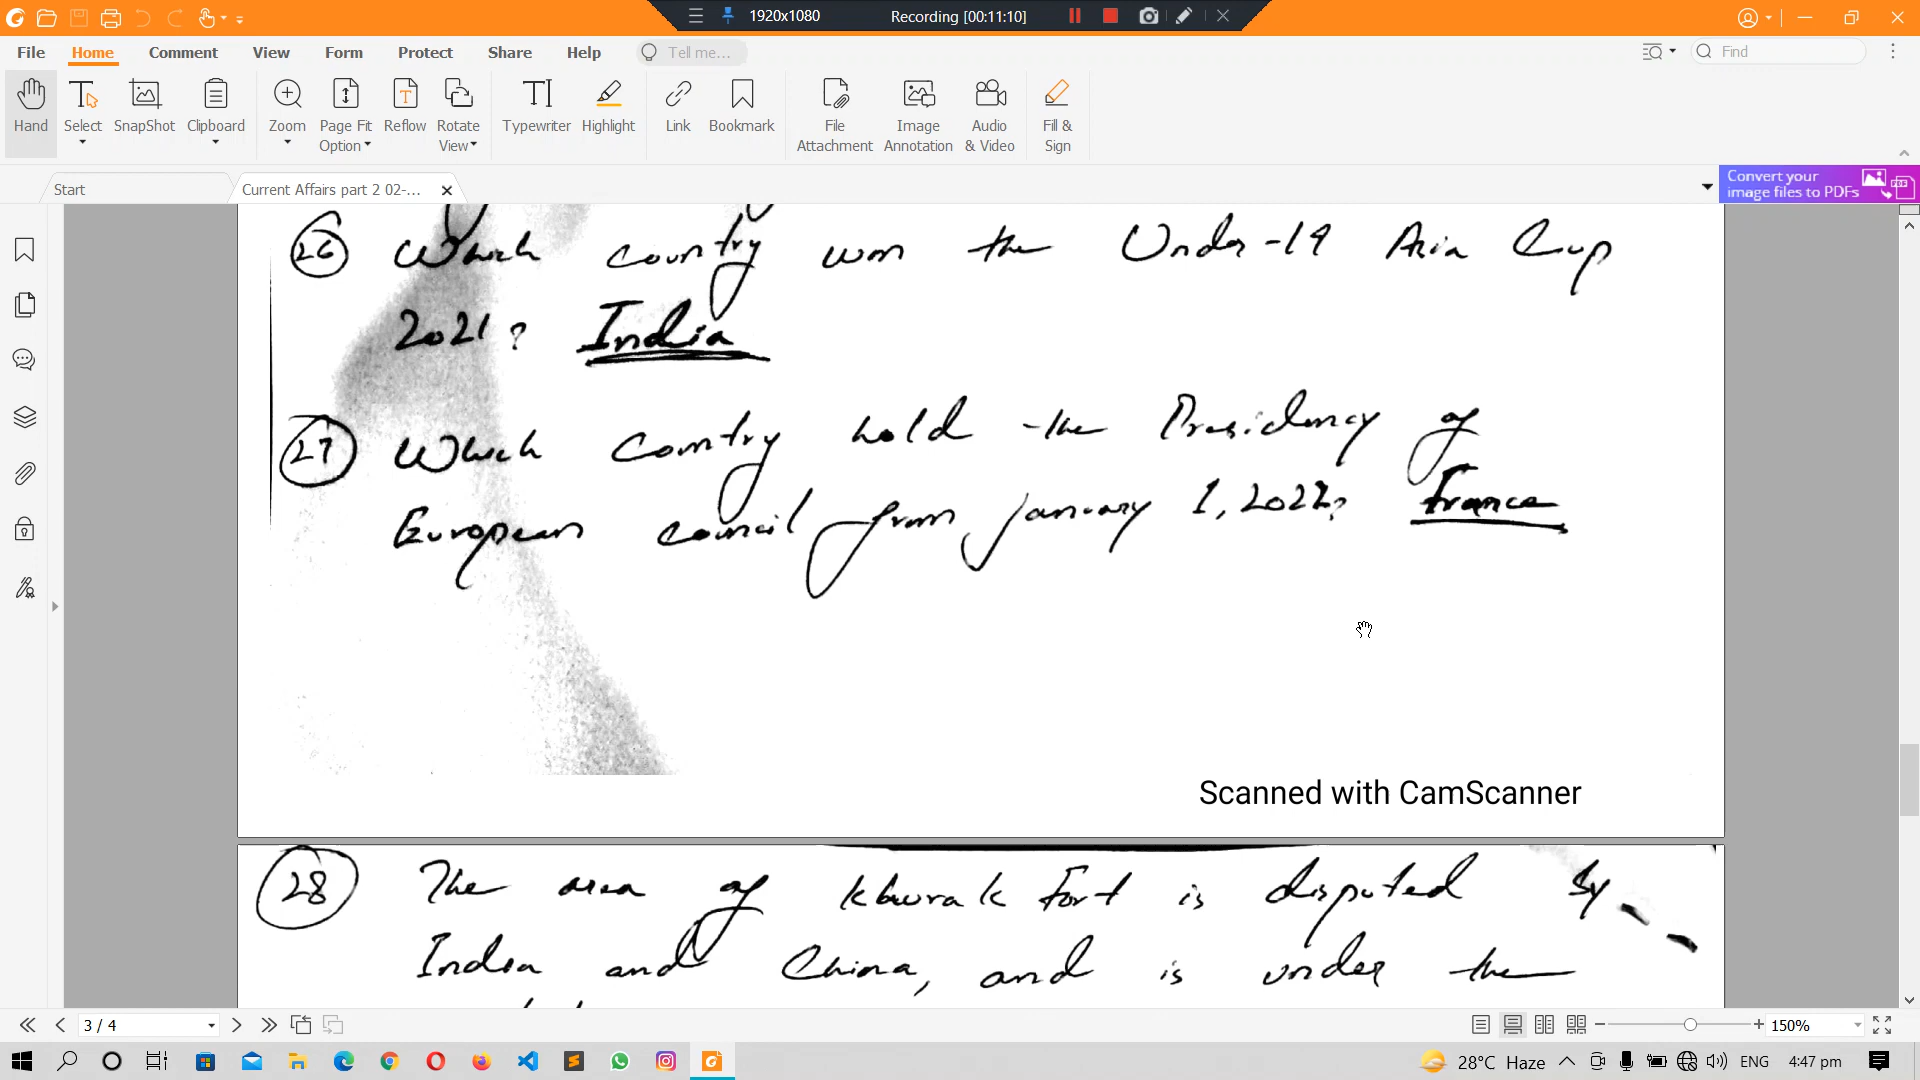 1920x1080
Recording [00:11:10]
File Home Comment View Form Protect Share Help Tell me... Find
Hand Select SnapShot Clipboard Zoom Page Fit Option Reflow Rotate View Typewriter Highlight Link Bookmark File Attachment Image Annotation Audio & Video Fill & Sign
Start Current Affairs part 2 02-... Convert your image files to PDFs
26 Which country won the Under-19 Asia Cup
2021? India
27 Which Country hold the Presidency of
European council from january 1, 2022? France
Scanned with CamScanner
28 The area of Khurak Fort is disputed by
India and China, and is under the
3 / 4 150%
28°C Haze ENG 4:47 pm